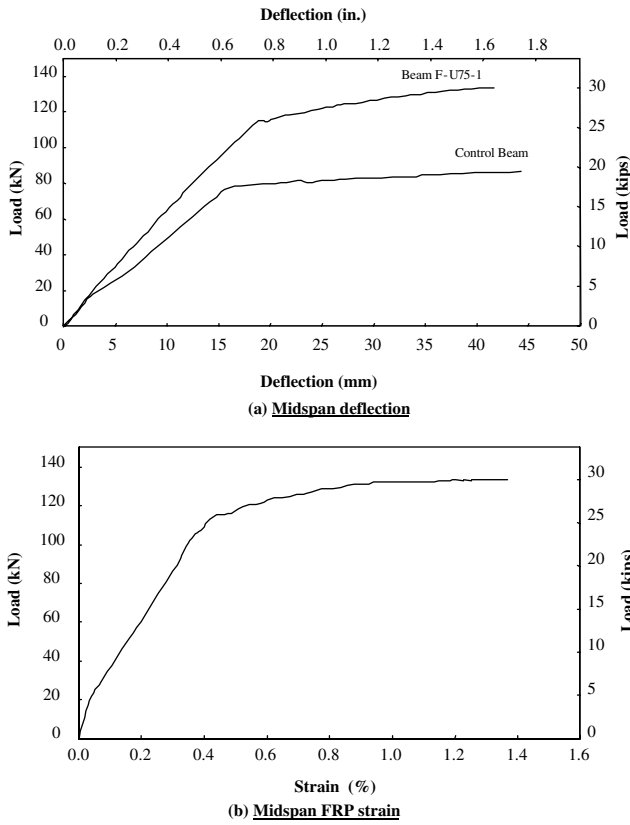 Deflection (in.)
0.0 0.2 0.4 0.6 0.8 1.0 1.2 1.4 1.6 1.8
140
120
100
80
60
40
20
0
Load (kN)
Beam F-U75-1
Control Beam
30
25
20
15
10
5
0
Load (kips)
0 5 10 15 20 25 30 35 40 45 50
Deflection (mm)
(a) Midspan deflection
140
120
100
80
60
40
20
0
Load (kN)
30
25
20
15
10
5
0
Load (kips)
0.0 0.2 0.4 0.6 0.8 1.0 1.2 1.4 1.6
Strain (%)
(b) Midspan FRP strain